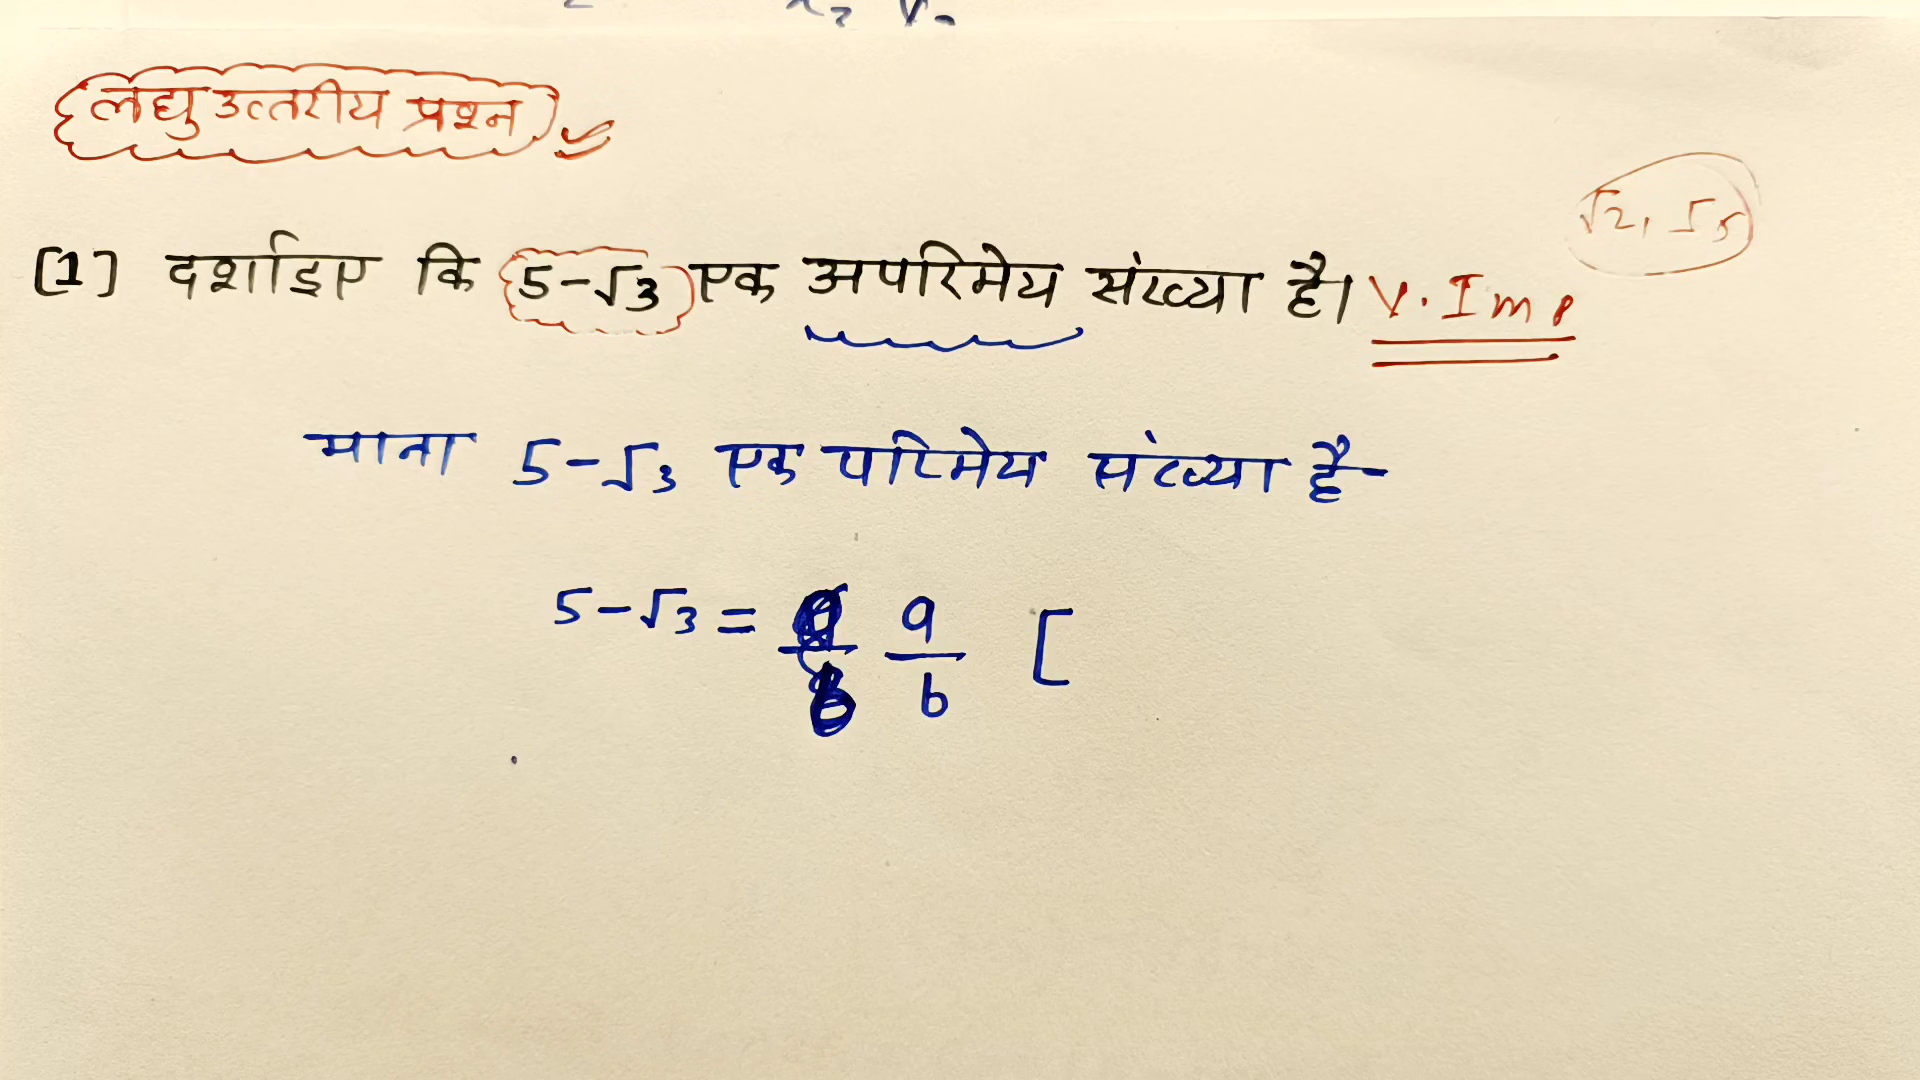 लघु उत्तरीय प्रश्न
√2, √5
[1] दर्शाइए कि 5-√3 एक अपरिमेय संख्या है। V. Imp
माना 5-√3 एक परिमेय संख्या है-
5-√3 = a/b [